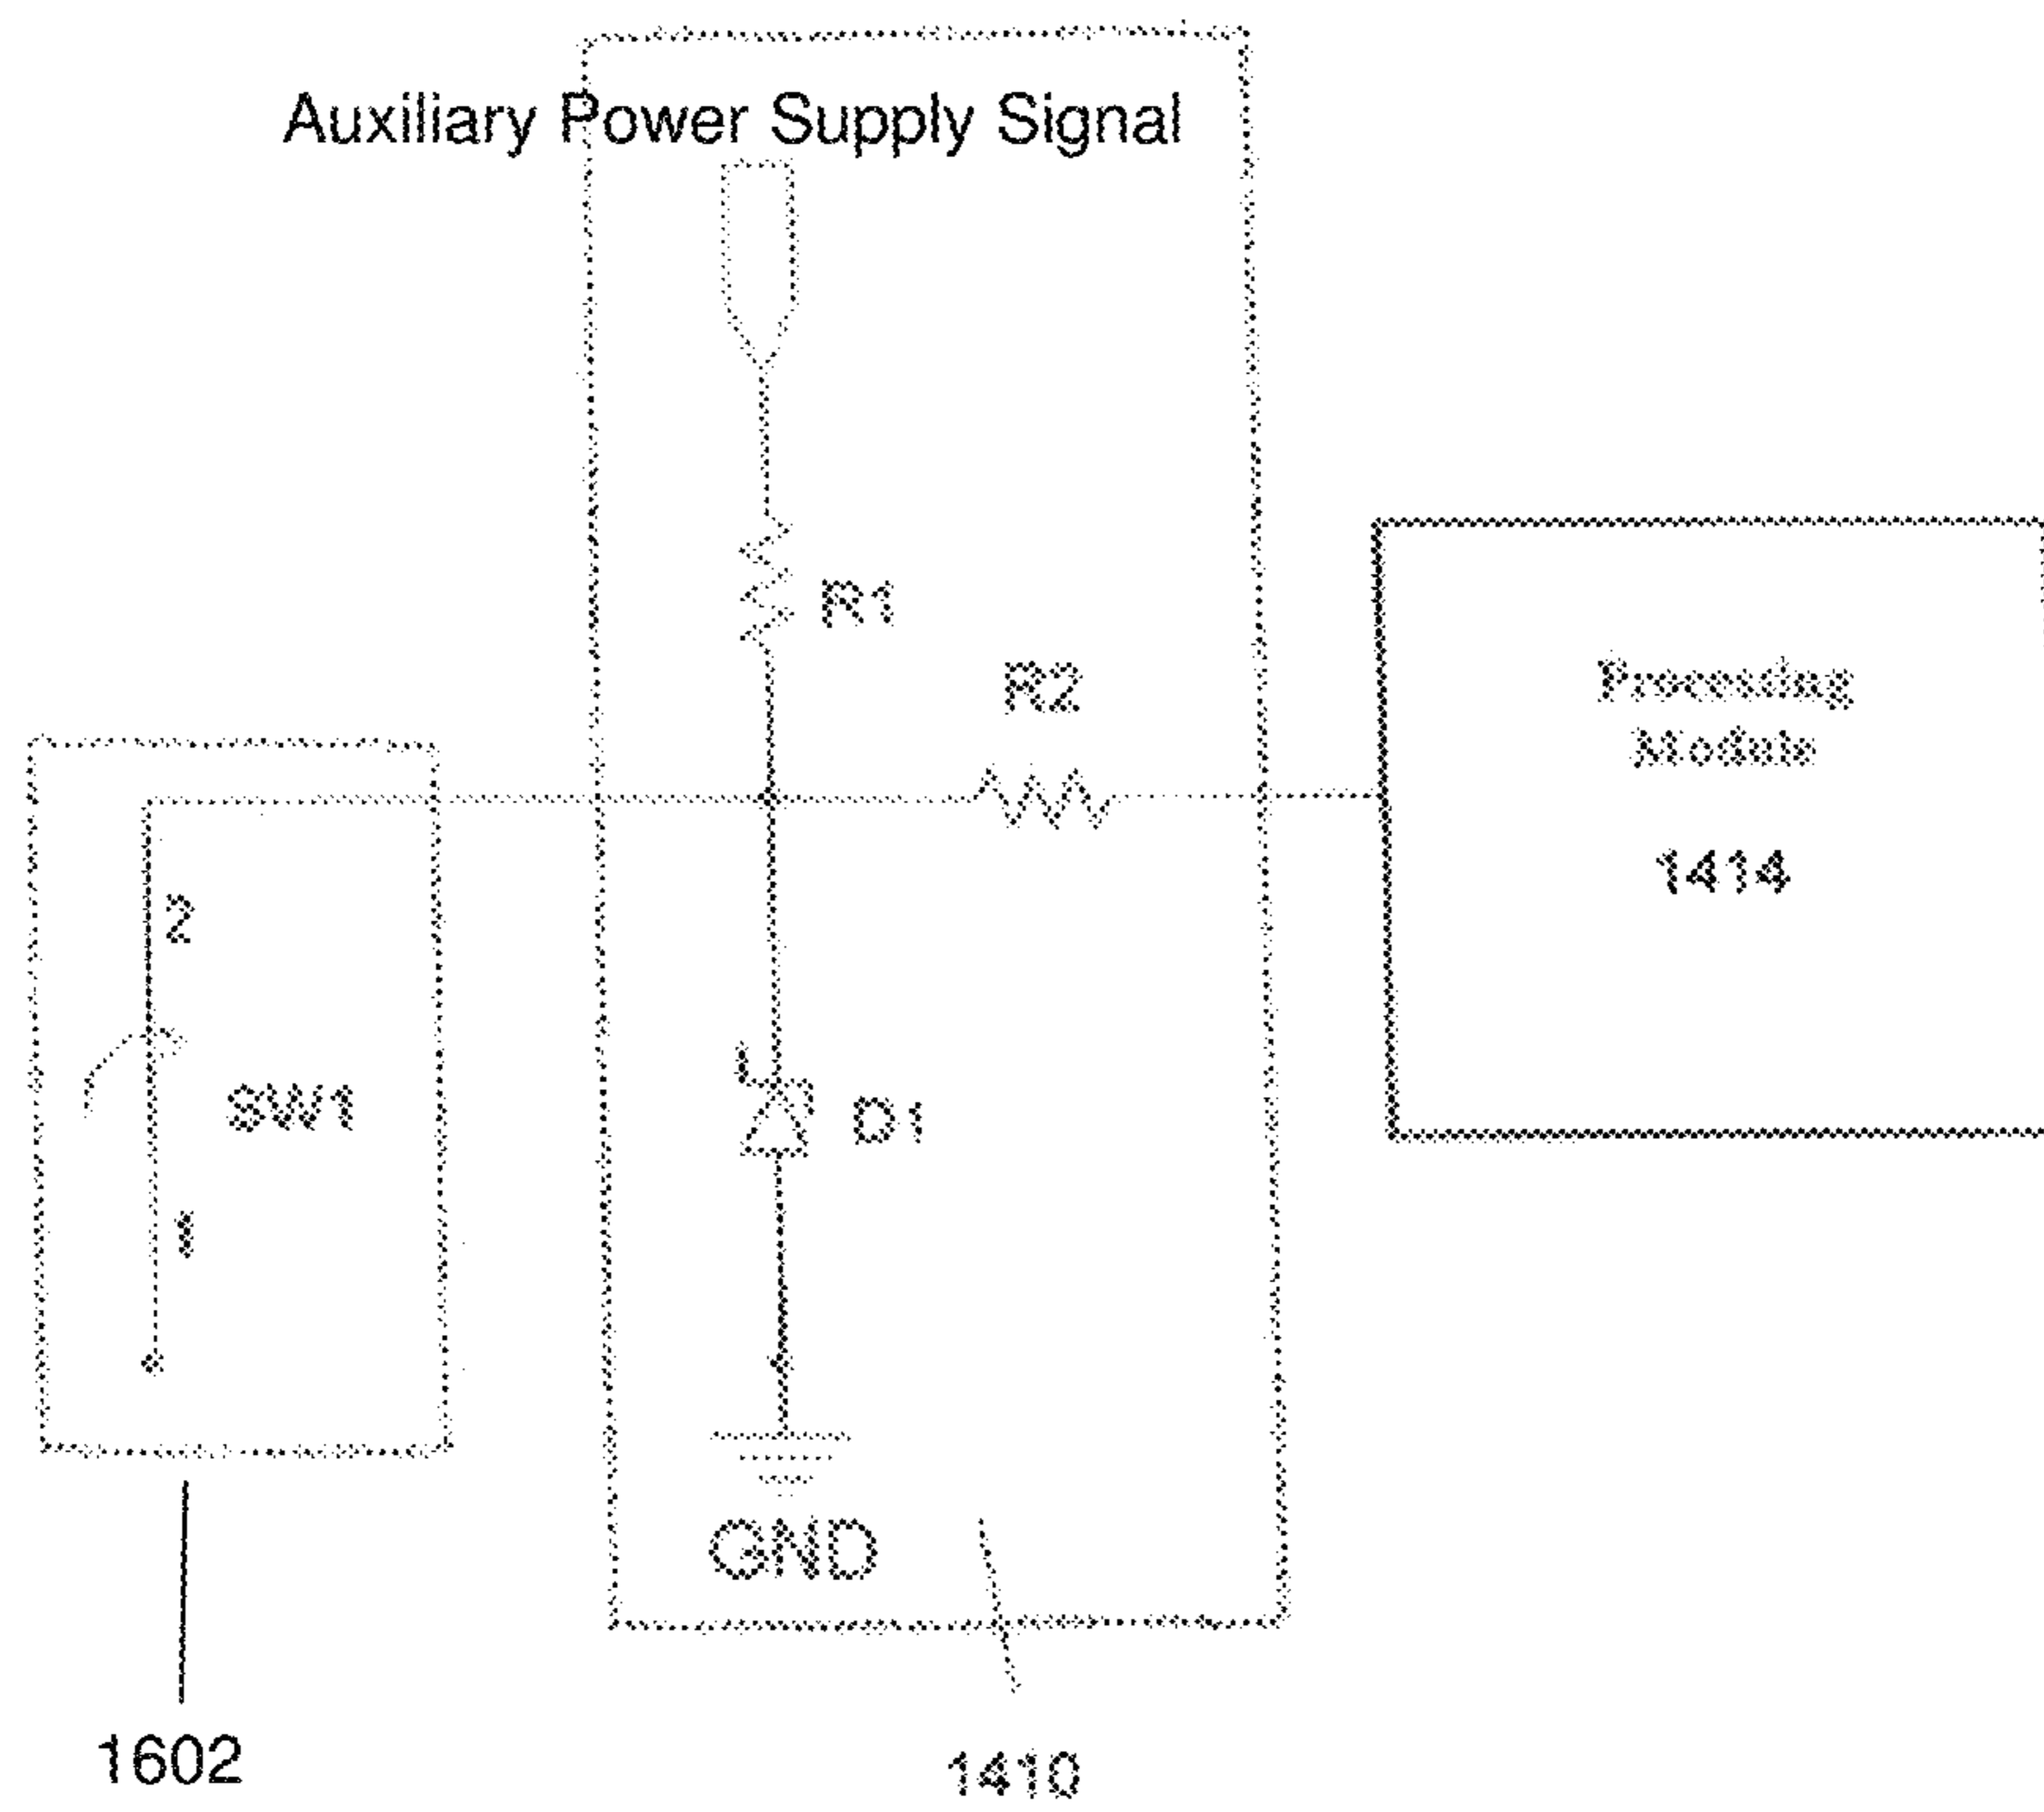 Auxiliary Power Supply Signal
R1
R2
Processing
Module
1414
2
SW1
D1
1
GND
1602
1410